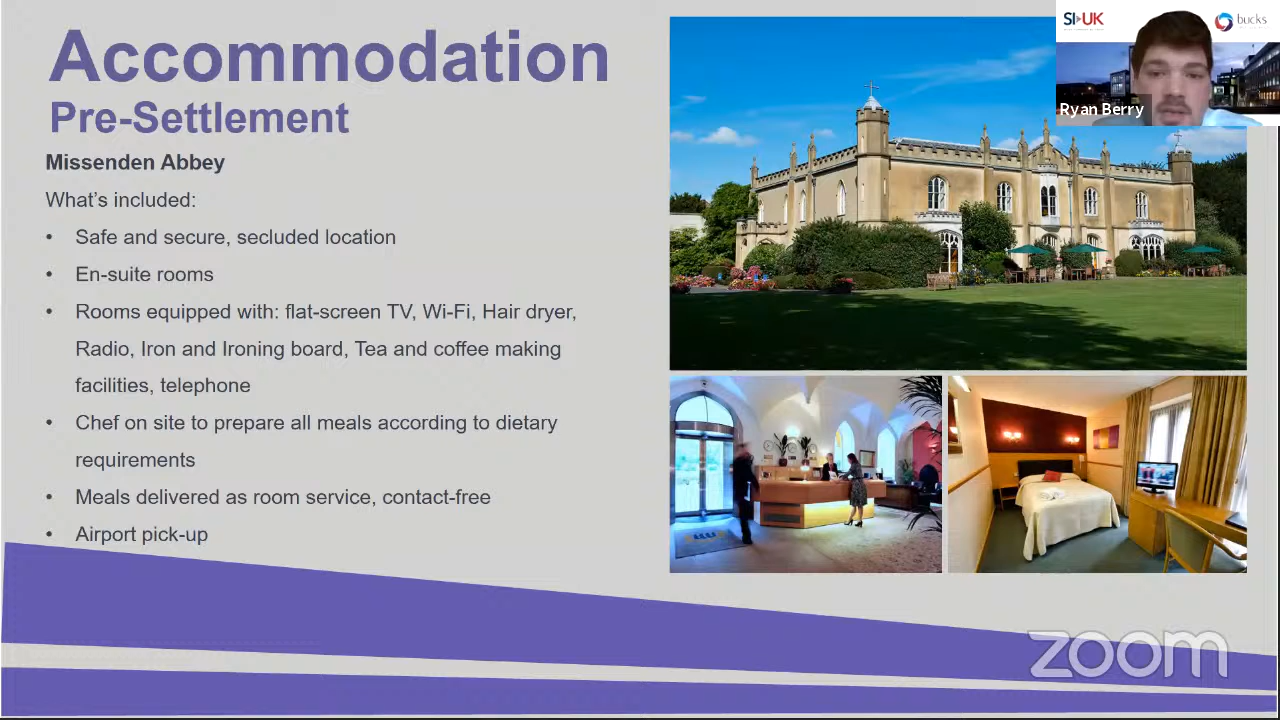 Accommodation
Pre-Settlement
Missenden Abbey
What's included:
• Safe and secure, secluded location
• En-suite rooms
• Rooms equipped with: flat-screen TV, Wi-Fi, Hair dryer,
Radio, Iron and Ironing board, Tea and coffee making
facilities, telephone
• Chef on site to prepare all meals according to dietary
requirements
• Meals delivered as room service, contact-free
• Airport pick-up
SI-UK
bucks
Ryan Berry
zoom